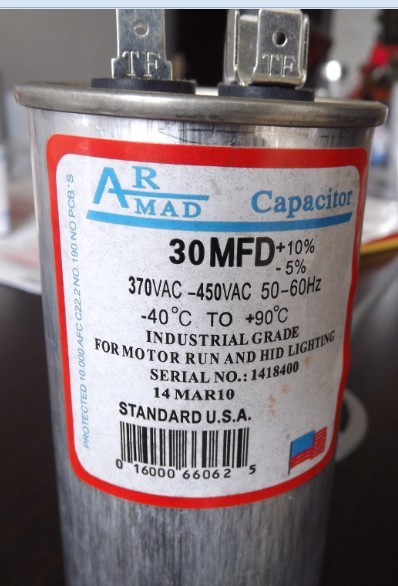 TF
TF
AR
MAD
Capacitor
30MFD +10%
-5%
370VAC -450VAC 50-60Hz
-40°C TO +90°C
INDUSTRIAL GRADE
FOR MOTOR RUN AND HID LIGHTING
SERIAL NO.: 1418400
14 MAR10
STANDARD U.S.A.
0 16000 66062 5
PROTECTED 10.000 AFC C22.2 NO.190 NO PCB'S